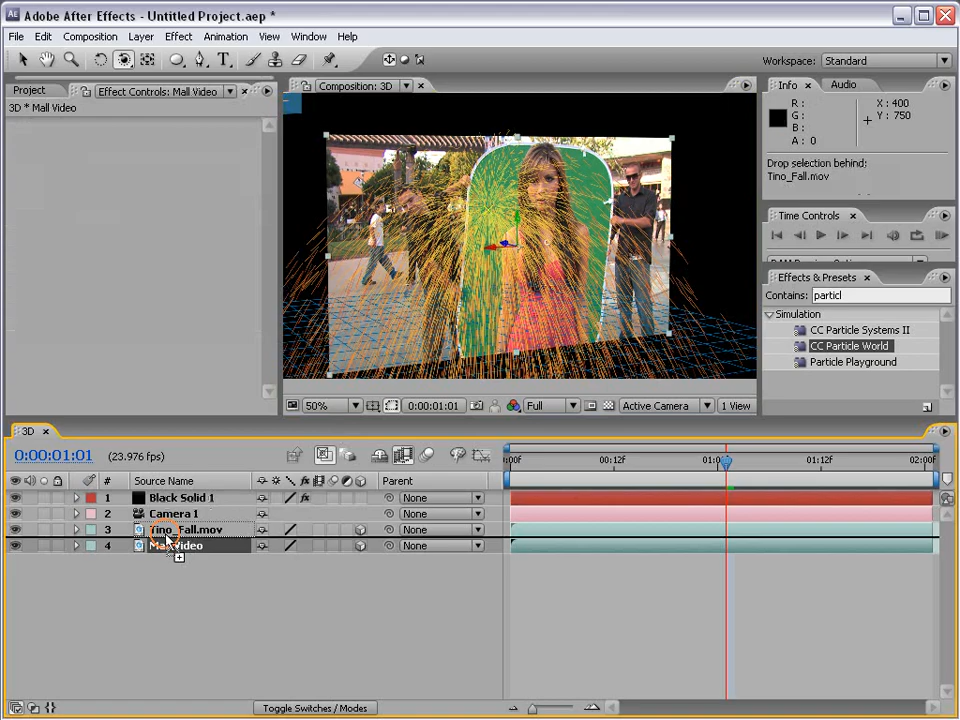 Adobe After Effects - Untitled Project.aep *
File Edit Composition Layer Effect Animation View Window Help
Workspace: Standard
Project
Effect Controls: Mall Video
3D * Mall Video
Composition: 3D
Info Audio
R :
G :
B :
A : 0
X : 400
Y : 750
Drop selection behind:
Tino_Fall.mov
Time Controls
Effects & Presets
Contains: particl
Simulation
CC Particle Systems II
CC Particle World
Particle Playground
50% 0:00:01:01 Full Active Camera 1 View
3D
0:00:01:01 (23.976 fps)
:00f 00:12f 01:0 01:12f 02:00f
# Source Name Parent
1 Black Solid 1 None
2 Camera 1 None
3 Tino_Fall.mov None
4 Mall Video None
Toggle Switches / Modes